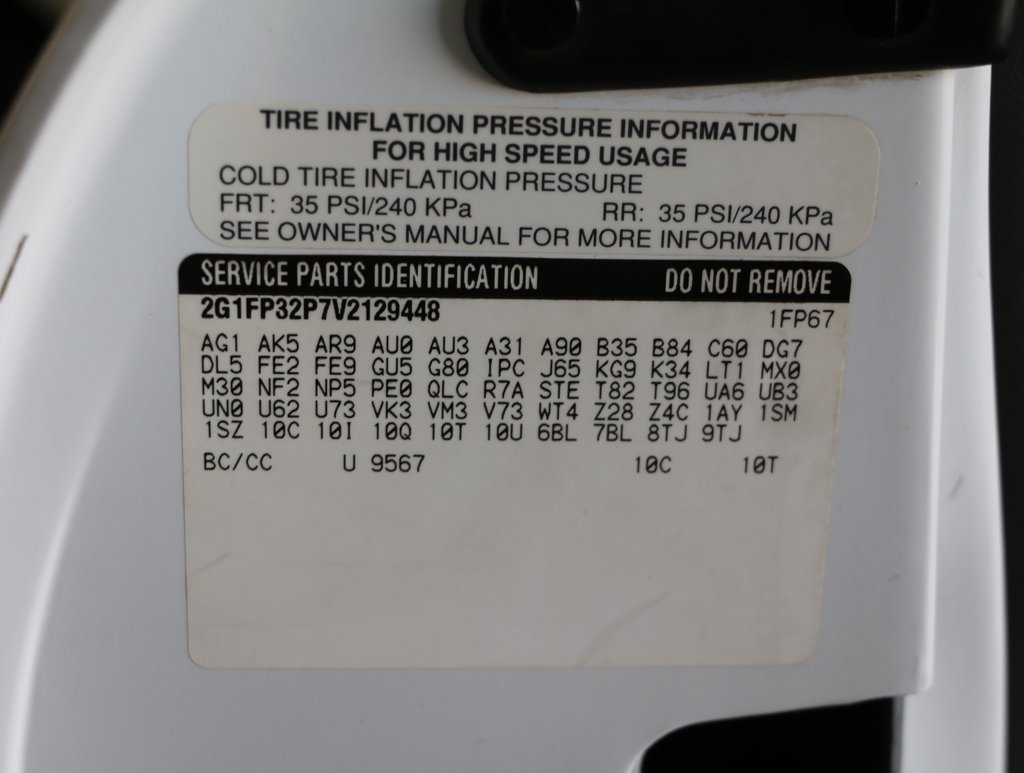 TIRE INFLATION PRESSURE INFORMATION
FOR HIGH SPEED USAGE
COLD TIRE INFLATION PRESSURE
FRT: 35 PSI/240 KPa RR: 35 PSI/240 KPa
SEE OWNER'S MANUAL FOR MORE INFORMATION
SERVICE PARTS IDENTIFICATION DO NOT REMOVE
2G1FP32P7V2129448 1FP67
AG1 AK5 AR9 AU0 AU3 A31 A90 B35 B84 C60 DG7
DL5 FE2 FE9 GU5 G80 IPC J65 KG9 K34 LT1 MX0
M30 NF2 NP5 PE0 QLC R7A STE T82 T96 UA6 UB3
UN0 U62 U73 VK3 VM3 V73 WT4 Z28 Z4C 1AY 1SM
1SZ 10C 10I 10Q 10T 10U 6BL 7BL 8TJ 9TJ
BC/CC U 9567 10C 10T